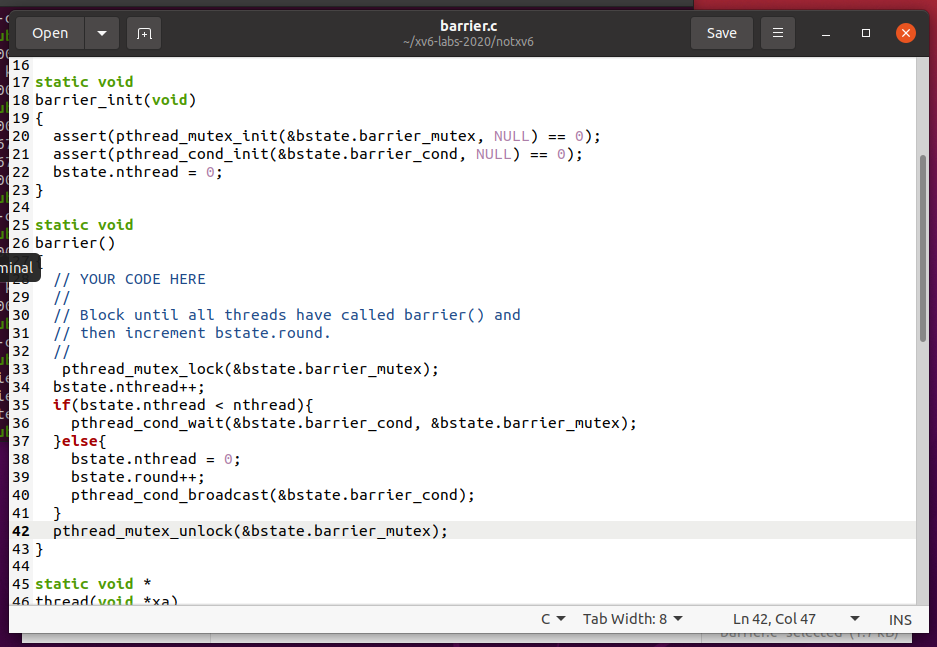 Open
barrier.c
~/xv6-labs-2020/notxv6
Save
16
17 static void
18 barrier_init(void)
19 {
20   assert(pthread_mutex_init(&bstate.barrier_mutex, NULL) == 0);
21   assert(pthread_cond_init(&bstate.barrier_cond, NULL) == 0);
22   bstate.nthread = 0;
23 }
24
25 static void
26 barrier()
minal
28   // YOUR CODE HERE
29   //
30   // Block until all threads have called barrier() and
31   // then increment bstate.round.
32   //
33    pthread_mutex_lock(&bstate.barrier_mutex);
34   bstate.nthread++;
35   if(bstate.nthread < nthread){
36     pthread_cond_wait(&bstate.barrier_cond, &bstate.barrier_mutex);
37   }else{
38     bstate.nthread = 0;
39     bstate.round++;
40     pthread_cond_broadcast(&bstate.barrier_cond);
41   }
42   pthread_mutex_unlock(&bstate.barrier_mutex);
43 }
44
45 static void *
46 thread(void *xa)
C Tab Width: 8 Ln 42, Col 47 INS
"barrier.c" selected (1.7 kB)